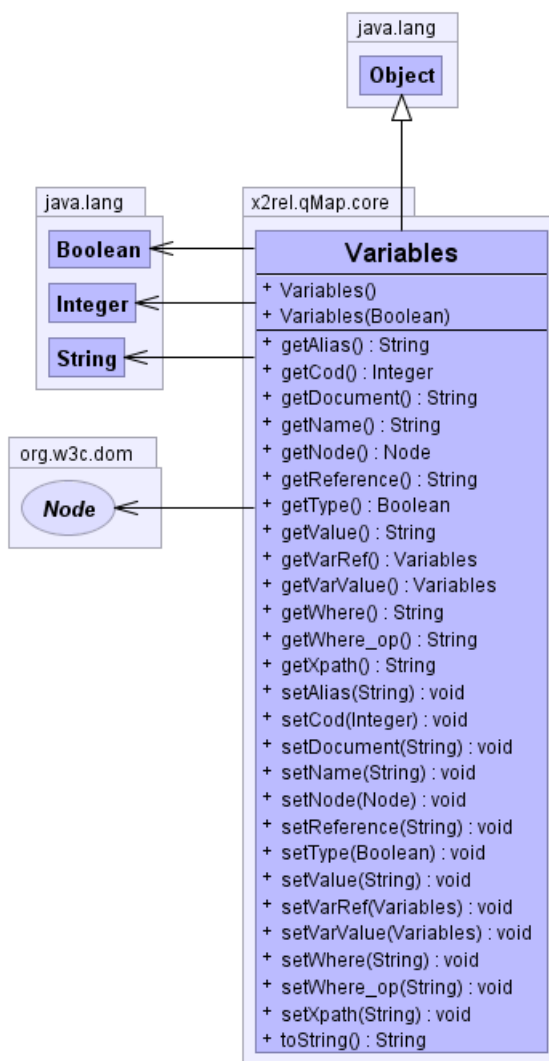 java.lang
Object
java.lang
Boolean
Integer
String
org.w3c.dom
Node
x2rel.qMap.core
Variables
+ Variables()
+ Variables(Boolean)
+ getAlias() : String
+ getCod() : Integer
+ getDocument() : String
+ getName() : String
+ getNode() : Node
+ getReference() : String
+ getType() : Boolean
+ getValue() : String
+ getVarRef() : Variables
+ getVarValue() : Variables
+ getWhere() : String
+ getWhere_op() : String
+ getXpath() : String
+ setAlias(String) : void
+ setCod(Integer) : void
+ setDocument(String) : void
+ setName(String) : void
+ setNode(Node) : void
+ setReference(String) : void
+ setType(Boolean) : void
+ setValue(String) : void
+ setVarRef(Variables) : void
+ setVarValue(Variables) : void
+ setWhere(String) : void
+ setWhere_op(String) : void
+ setXpath(String) : void
+ toString() : String